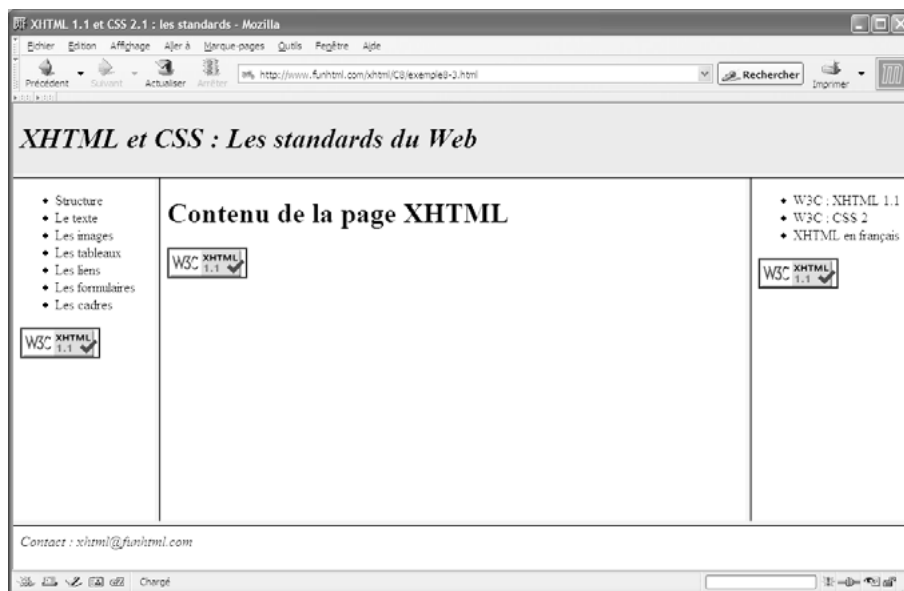 XHTML 1.1 et CSS 2.1 : les standards - Mozilla
Fichier Edition Affichage Aller à Marque-pages Outils Fenêtre Aide
Précédent Suivant Actualiser Arrêter http://www.funhtml.com/xhtml/C8/exemple8-3.html Rechercher Imprimer
XHTML et CSS : Les standards du Web
Structure
Le texte
Les images
Les tableaux
Les liens
Les formulaires
Les cadres
W3C XHTML 1.1
Contenu de la page XHTML
W3C XHTML 1.1
W3C : XHTML 1.1
W3C : CSS 2
XHTML en français
W3C XHTML 1.1
Contact : xhtml@funhtml.com
Chargé